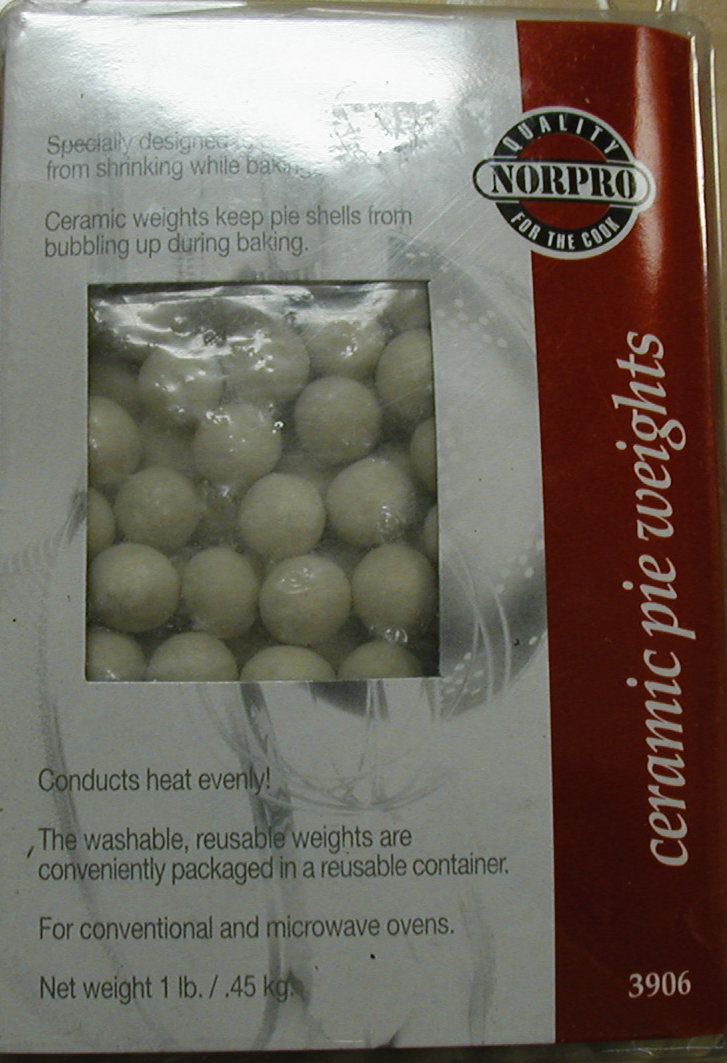 Specially designed
from shrinking while baking.
Ceramic weights keep pie shells from
bubbling up during baking.
QUALITY
NORPRO
FOR THE COOK
ceramic pie weights
Conducts heat evenly!
The washable, reusable weights are
conveniently packaged in a reusable container.
For conventional and microwave ovens.
Net weight 1 lb. / .45 kg.
3906